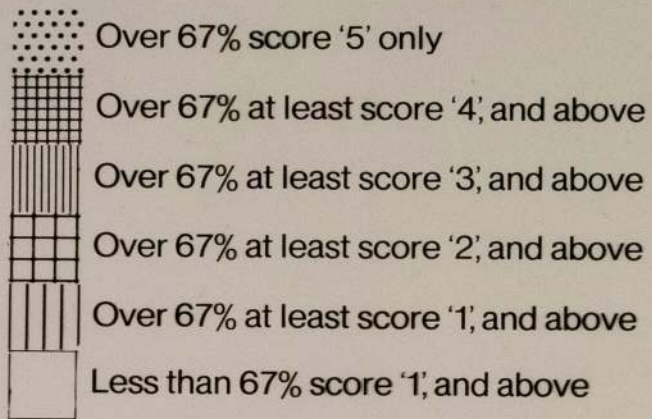 Over 67% score ‘5’ only
Over 67% at least score ‘4’, and above
Over 67% at least score ‘3’, and above
Over 67% at least score ‘2’, and above
Over 67% at least score ‘1’, and above
Less than 67% score ‘1’, and above